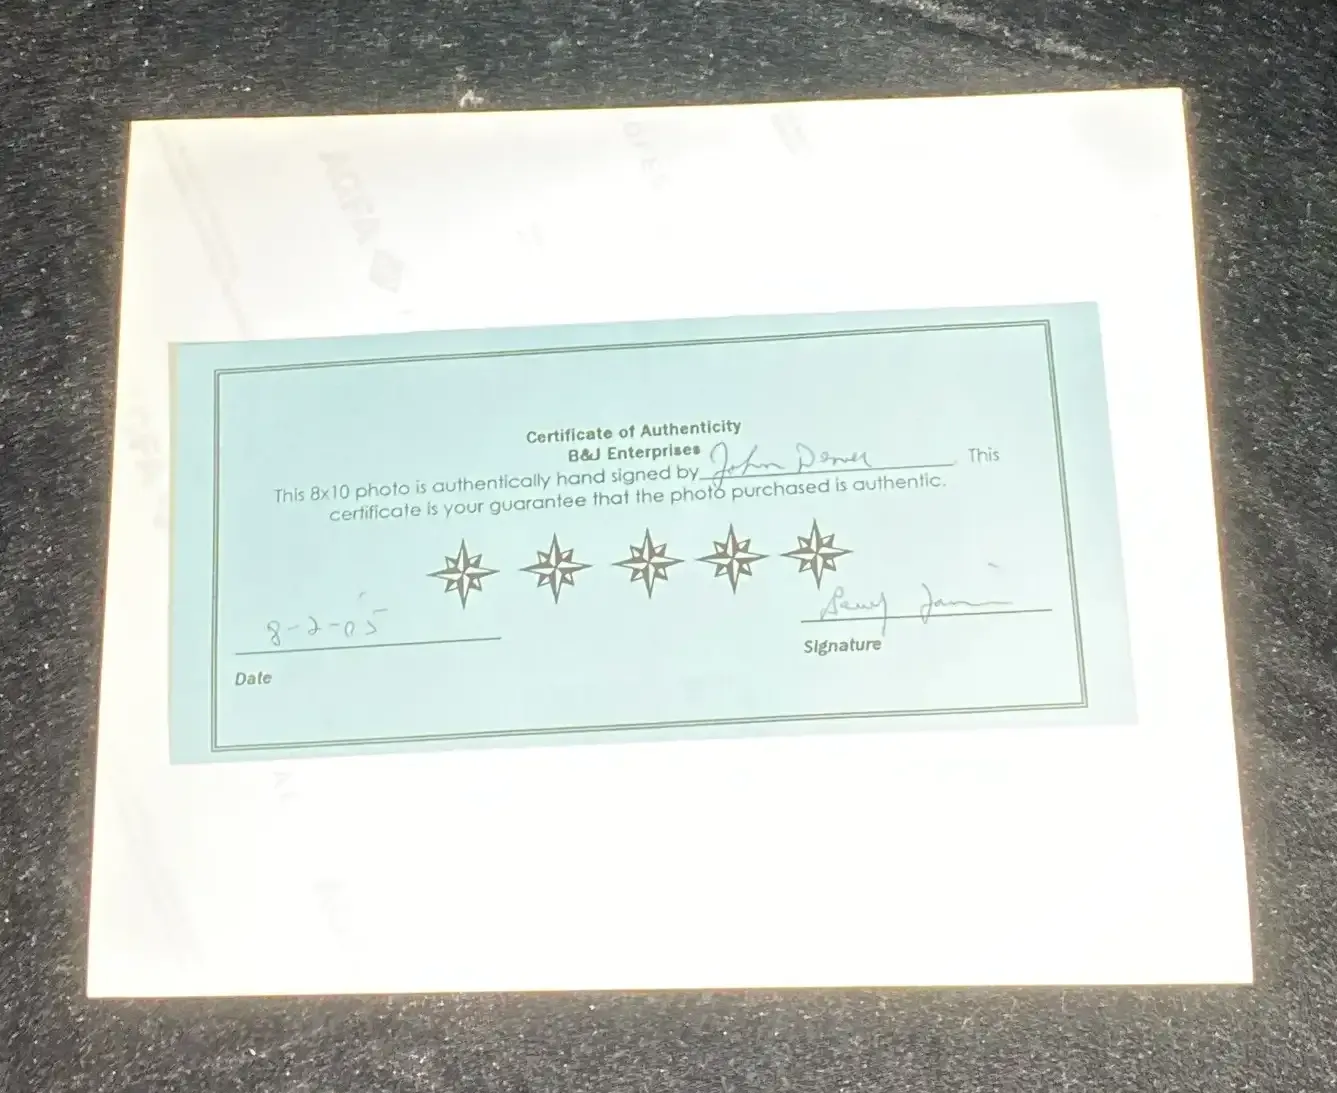 AGFA
Certificate of Authenticity
B&J Enterprises
This 8x10 photo is authentically hand signed by John Denver This
certificate is your guarantee that the photo purchased is authentic.
8-2-05
Date
Signature